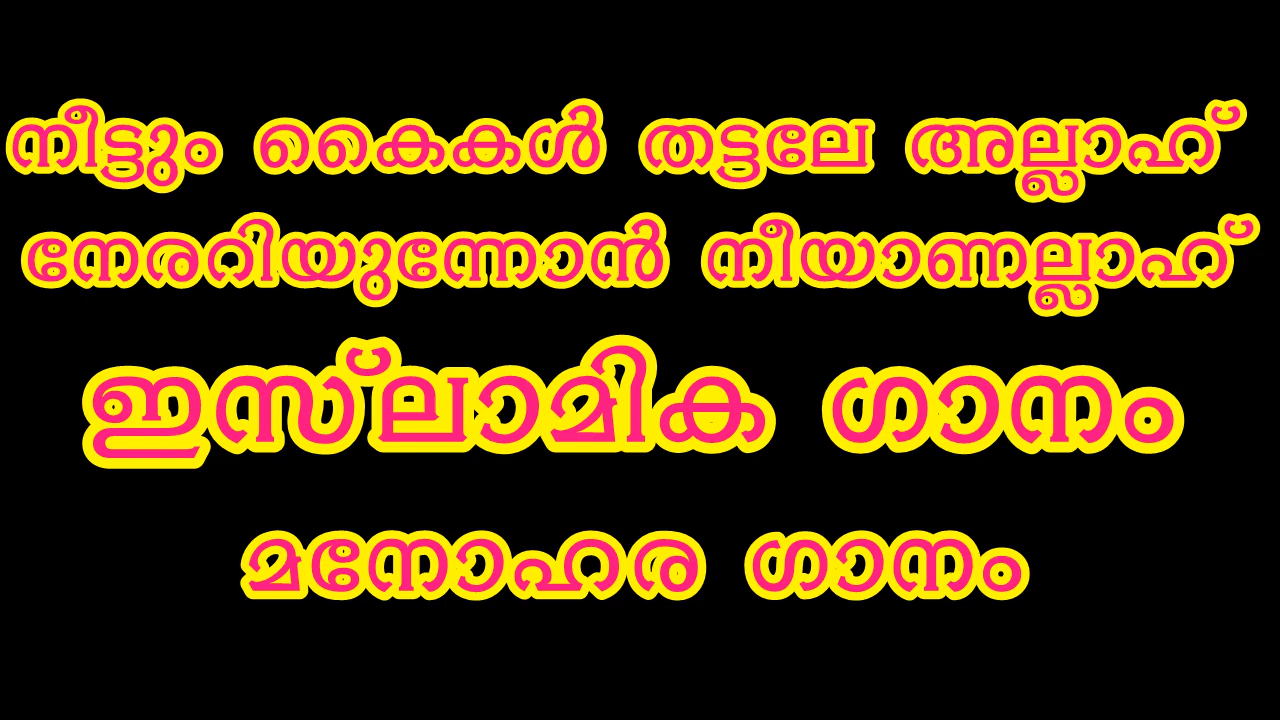 നീട്ടും കൈകൾ തട്ടലേ അല്ലാഹ്
നേരറിയുന്നോൻ നീയാണല്ലാഹ്
ഇസ്‌ലാമിക ഗാനം
മനോഹര ഗാനം